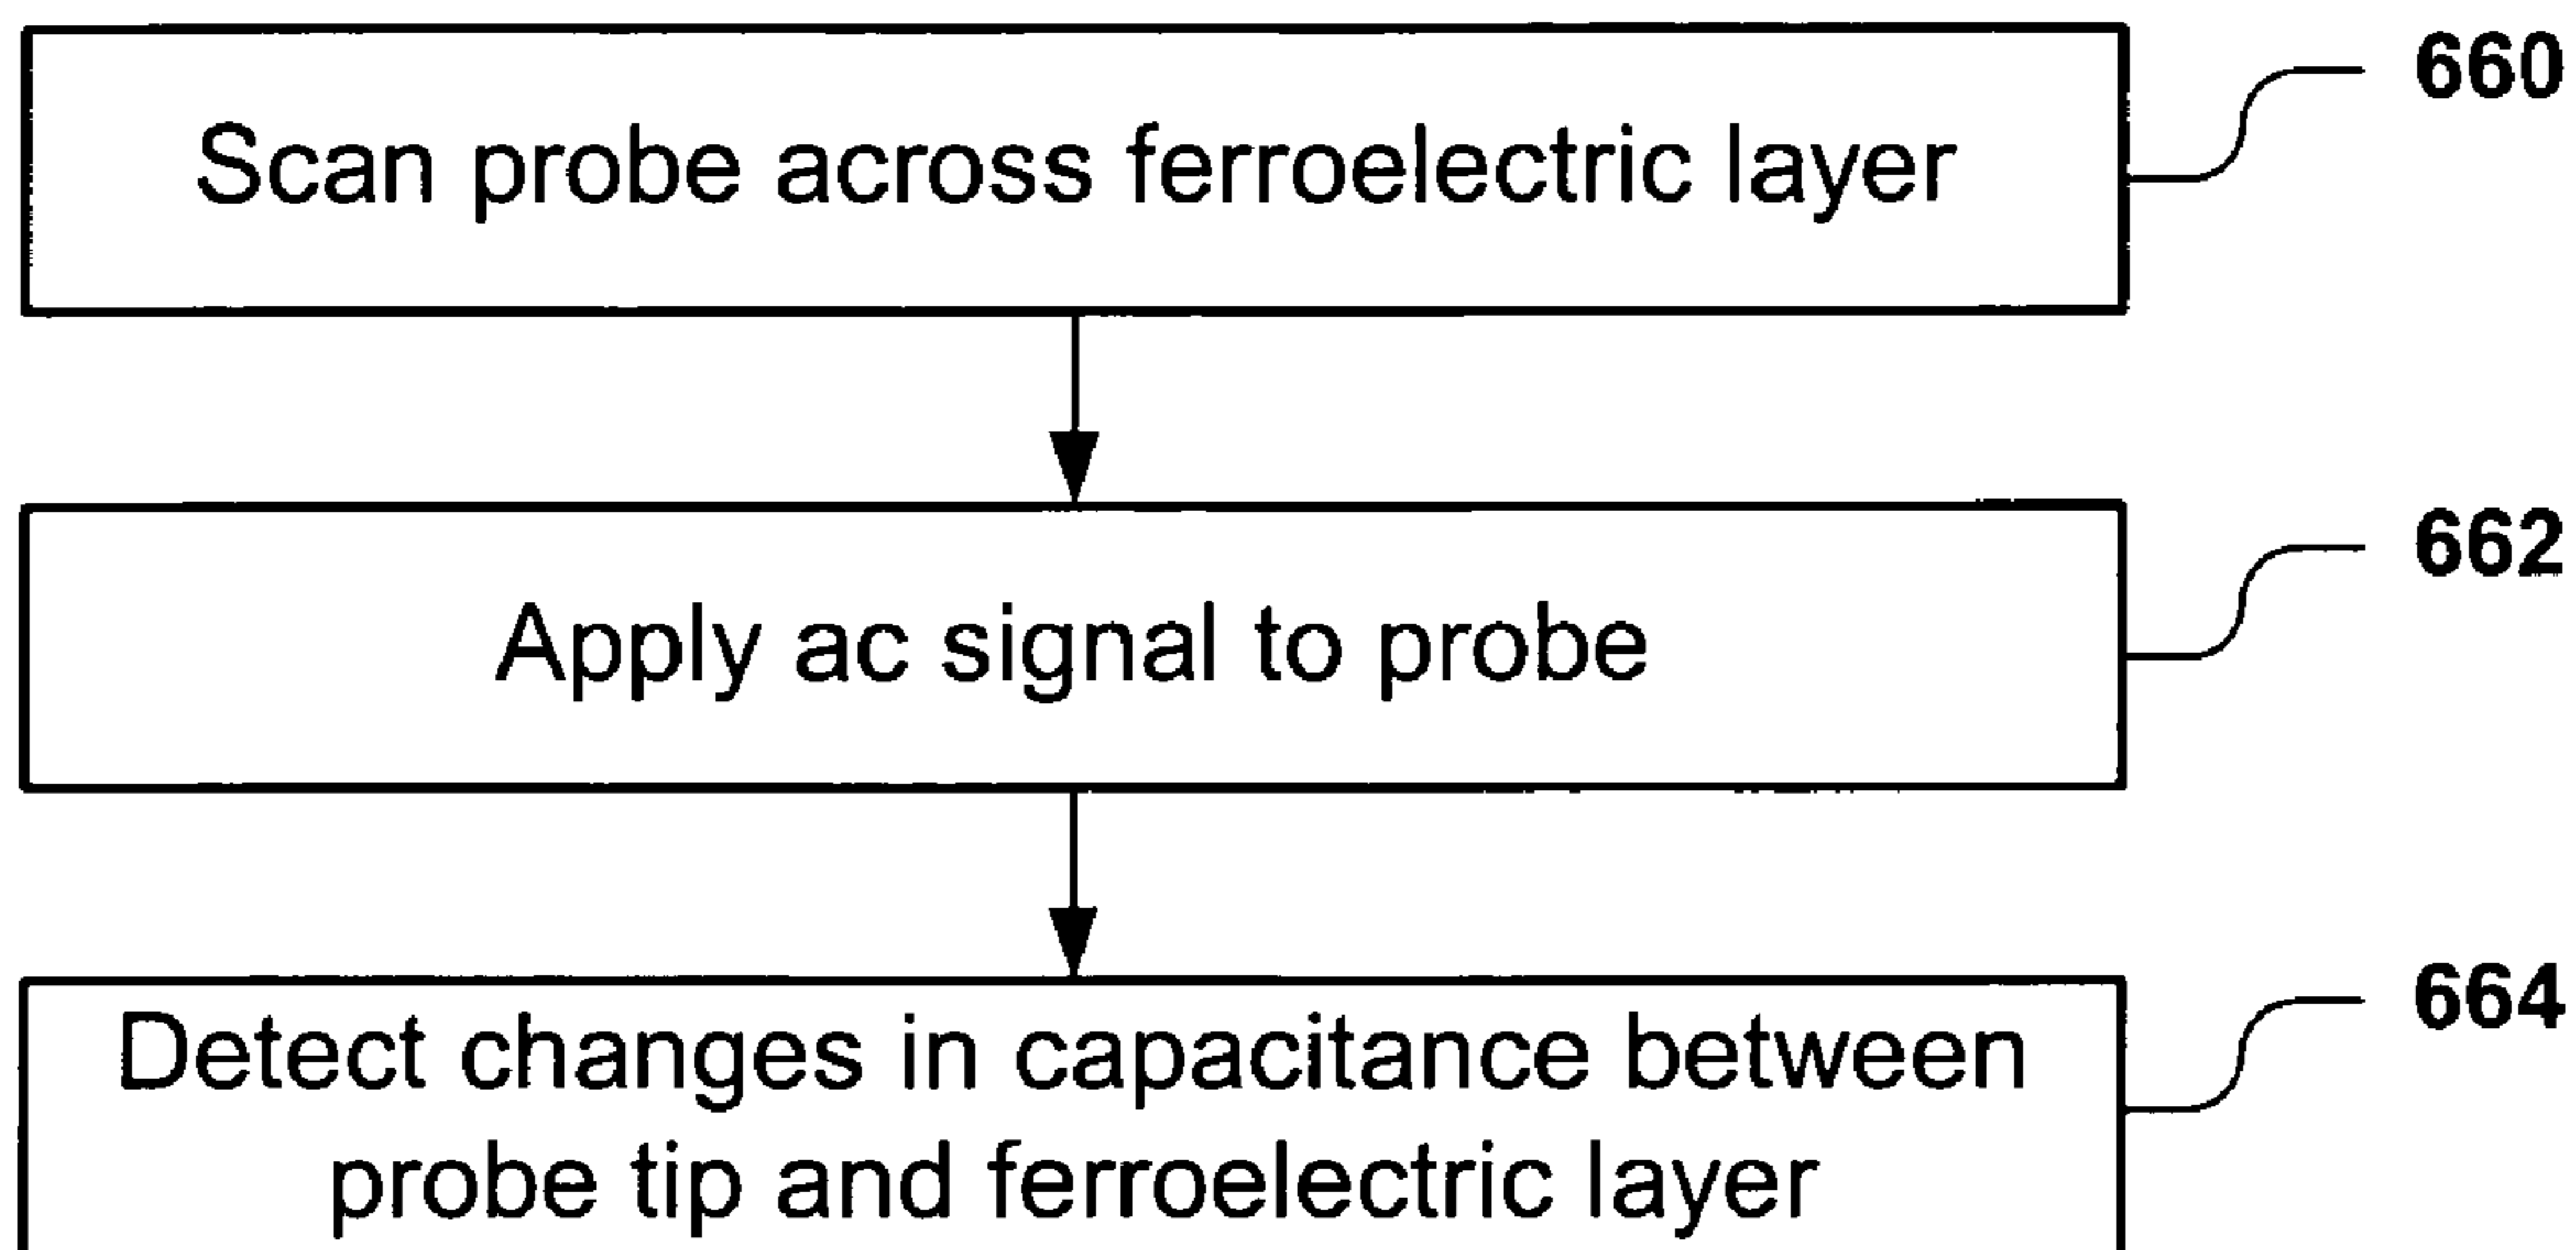 Scan probe across ferroelectric layer
660
Apply ac signal to probe
662
Detect changes in capacitance between
probe tip and ferroelectric layer
664